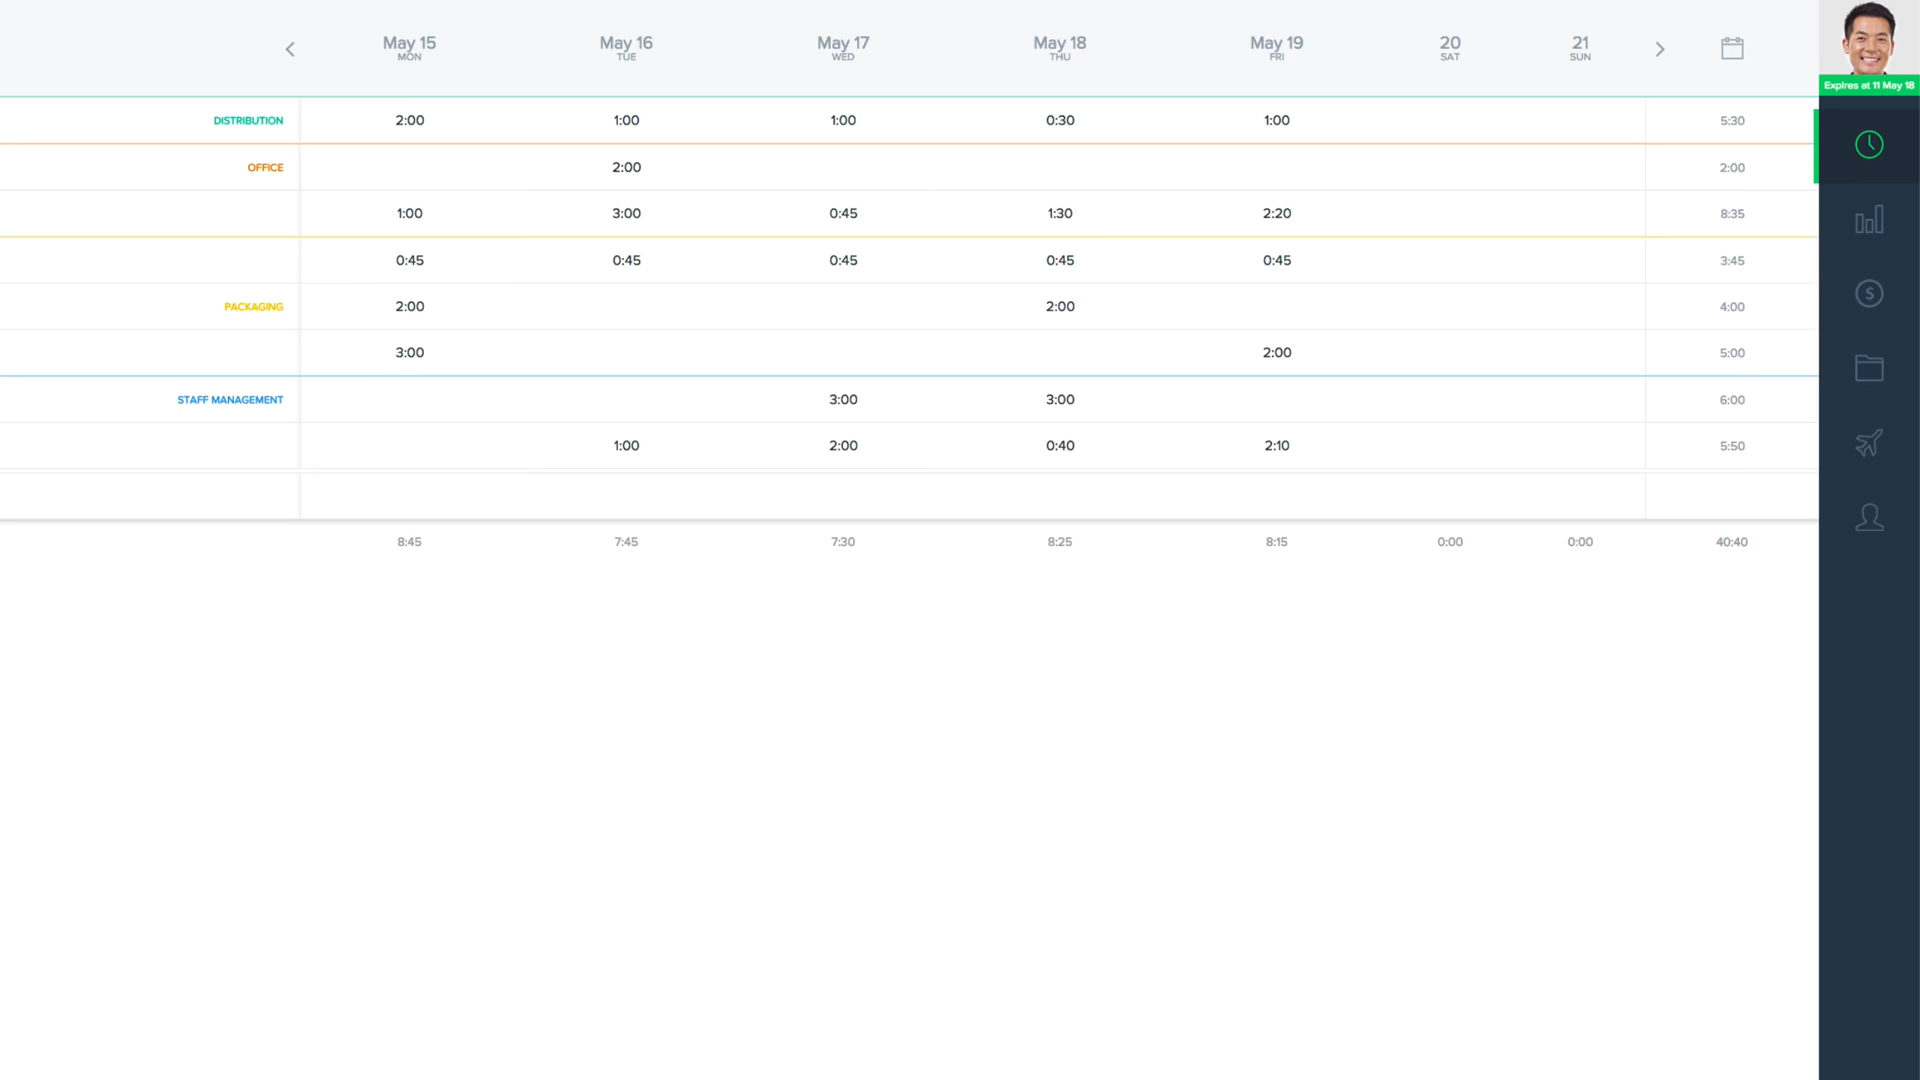 May 15 May 16 May 17 May 18 May 19 20 21
MON TUE WED THU FRI SAT SUN
Expires at 11 May 18
DISTRIBUTION 2:00 1:00 1:00 0:30 1:00 5:30
OFFICE 2:00 2:00
1:00 3:00 0:45 1:30 2:20 8:35
0:45 0:45 0:45 0:45 0:45 3:45
PACKAGING 2:00 2:00 4:00
3:00 2:00 5:00
STAFF MANAGEMENT 3:00 3:00 6:00
1:00 2:00 0:40 2:10 5:50
8:45 7:45 7:30 8:25 8:15 0:00 0:00 40:40